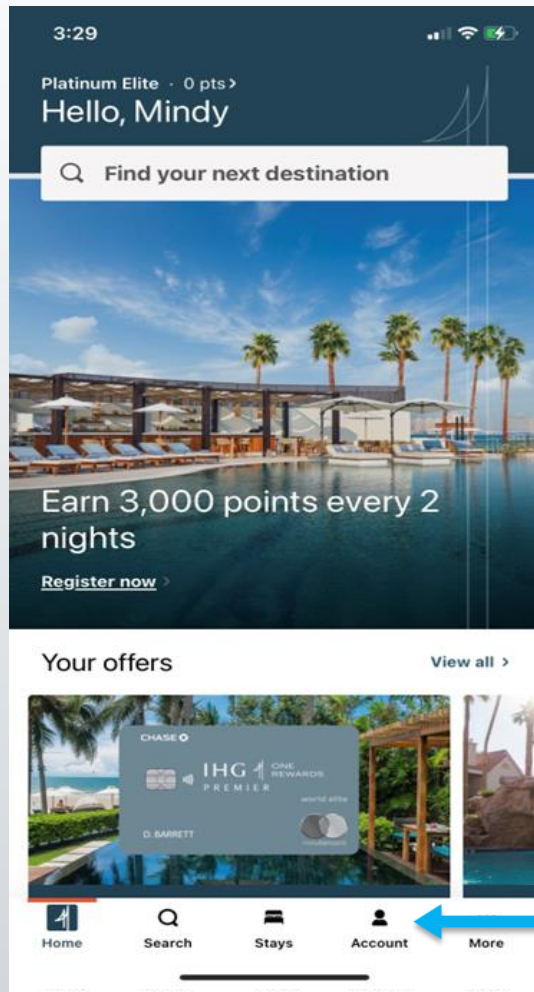 3:29
Platinum Elite · 0 pts >
Hello, Mindy
Find your next destination
Earn 3,000 points every 2
nights
Register now >
Your offers
View all >
CHASE
IHG ONE
REWARDS
PREMIER
world elite
D. BARRETT
mastercard
Home Search Stays Account More